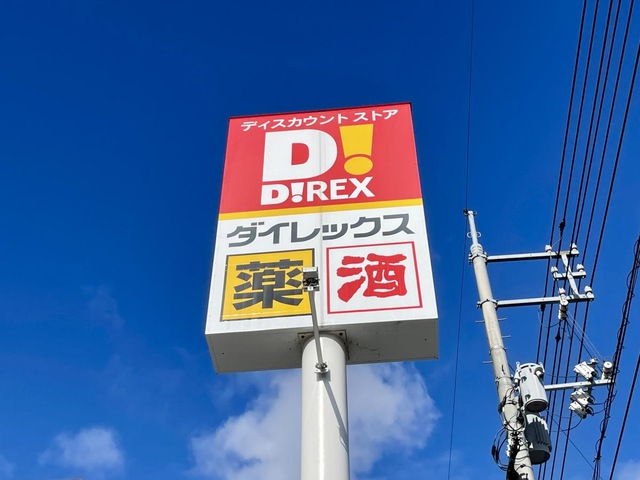 ディスカウント ストア
D!
D!REX
ダイレックス
薬 酒